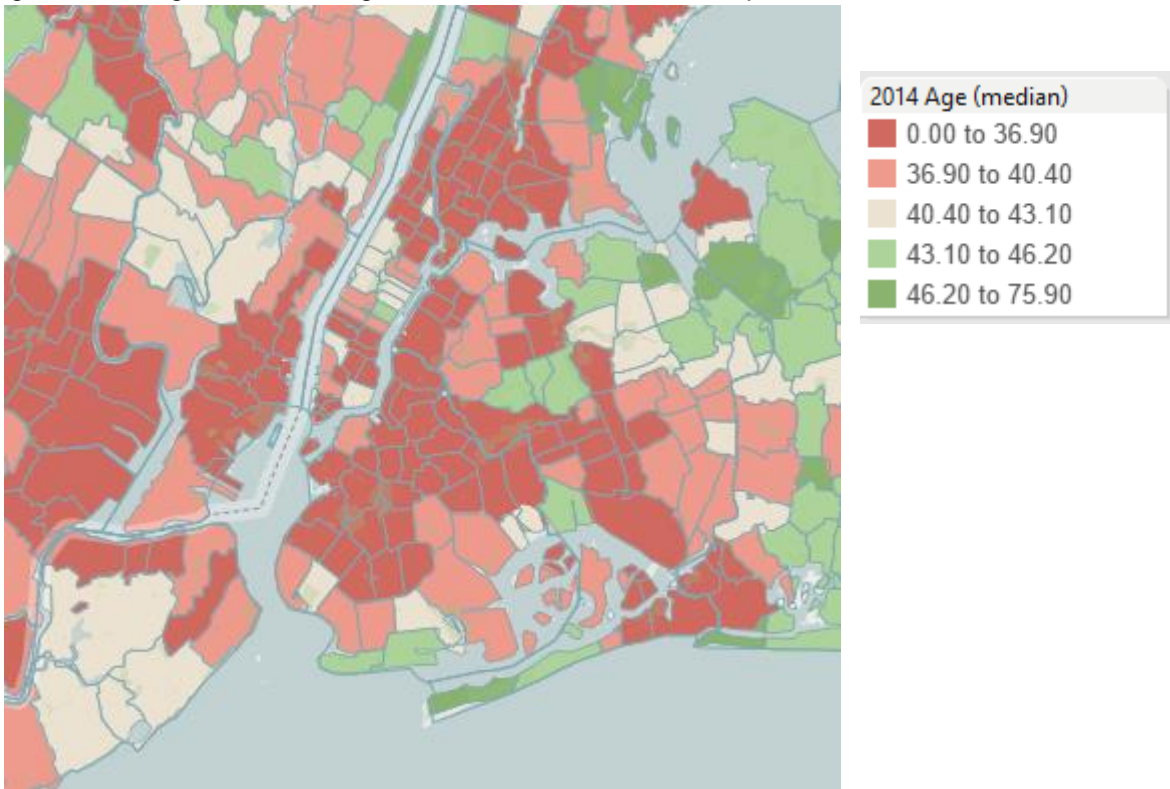 2014 Age (median)
0.00 to 36.90
36.90 to 40.40
40.40 to 43.10
43.10 to 46.20
46.20 to 75.90